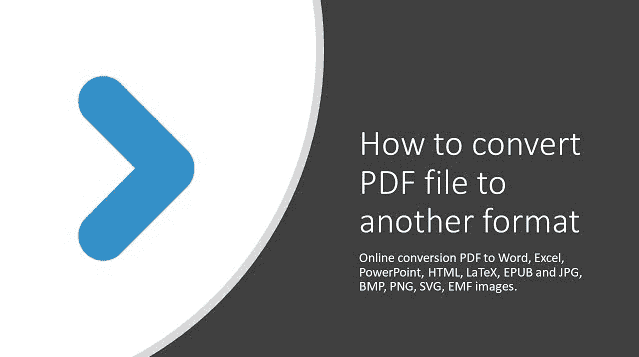 How to convert
PDF file to
another format
Online conversion PDF to Word, Excel,
PowerPoint, HTML, LaTeX, EPUB and JPG,
BMP, PNG, SVG, EMF images.